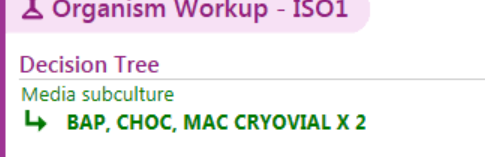 Organism Workup - ISO1
Decision Tree
Media subculture
BAP, CHOC, MAC CRYOVIAL X 2